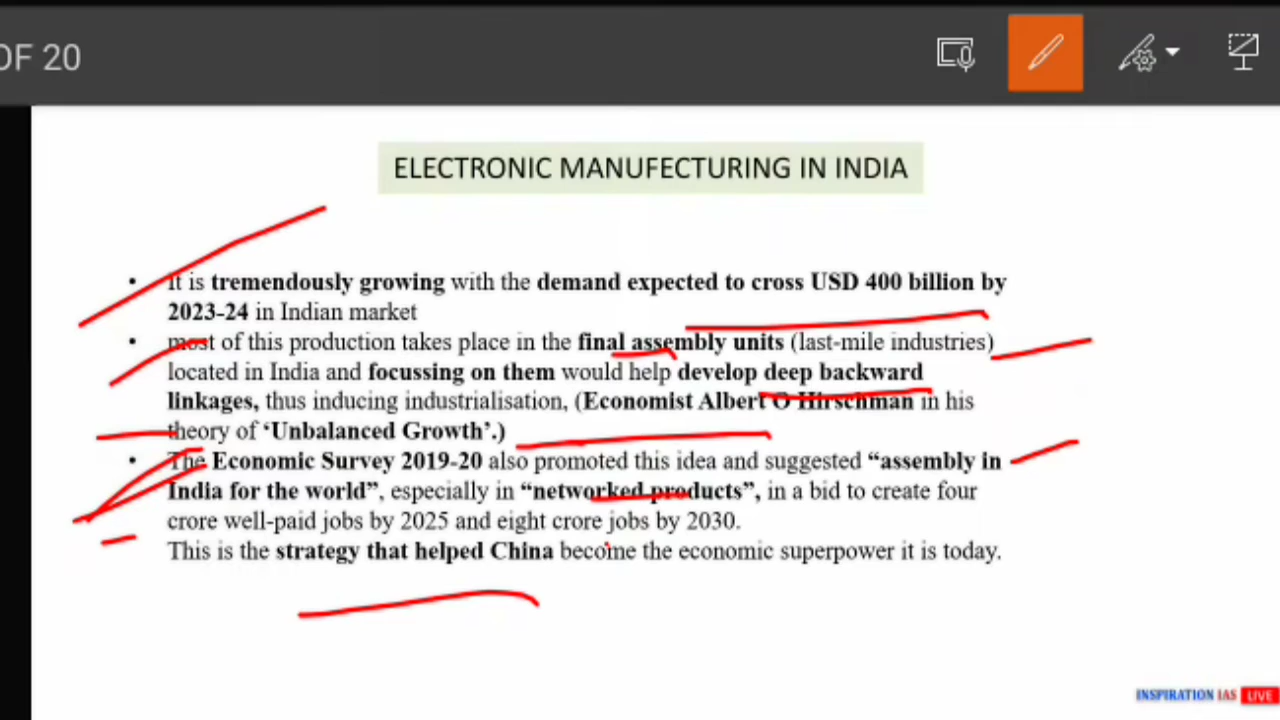 OF 20
ELECTRONIC MANUFECTURING IN INDIA
• It is tremendously growing with the demand expected to cross USD 400 billion by
2023-24 in Indian market
• most of this production takes place in the final assembly units (last-mile industries)
located in India and focussing on them would help develop deep backward
linkages, thus inducing industrialisation, (Economist Albert O Hirschman in his
theory of ‘Unbalanced Growth’.)
• The Economic Survey 2019-20 also promoted this idea and suggested “assembly in
India for the world”, especially in “networked products”, in a bid to create four
crore well-paid jobs by 2025 and eight crore jobs by 2030.
This is the strategy that helped China become the economic superpower it is today.
INSPIRATION IAS LIVE